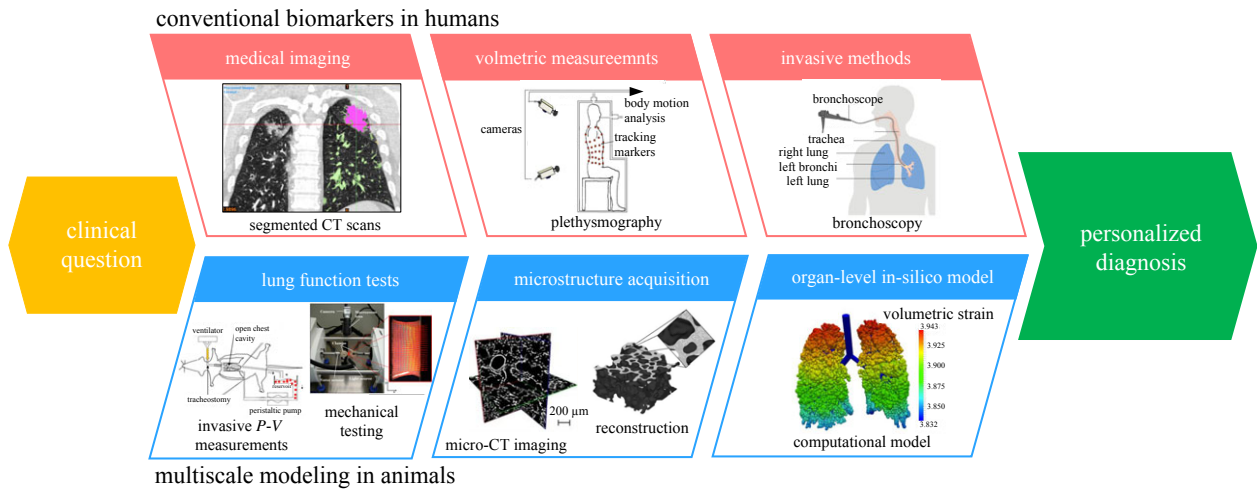 conventional biomarkers in humans
medical imaging
volmetric measureemnts
invasive methods
cameras
body motion
analysis
tracking
markers
bronchoscope
trachea
right lung
left bronchi
left lung
segmented CT scans
plethysmography
bronchoscopy
clinical
question
personalized
diagnosis
lung function tests
microstructure acquisition
organ-level in-silico model
ventilator
open chest
cavity
tracheostomy
peristaltic pump
invasive P-V
measurements
mechanical
testing
200 µm
micro-CT imaging
reconstruction
volumetric strain
3.943
3.925
3.900
3.875
3.850
3.832
computational model
multiscale modeling in animals